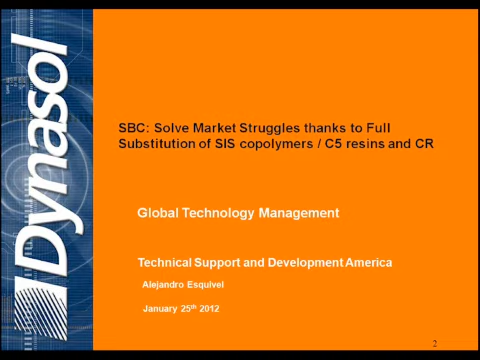 Dynasol
SBC: Solve Market Struggles thanks to Full
Substitution of SIS copolymers / C5 resins and CR
Global Technology Management
Technical Support and Development America
Alejandro Esquivel
January 25th 2012
2